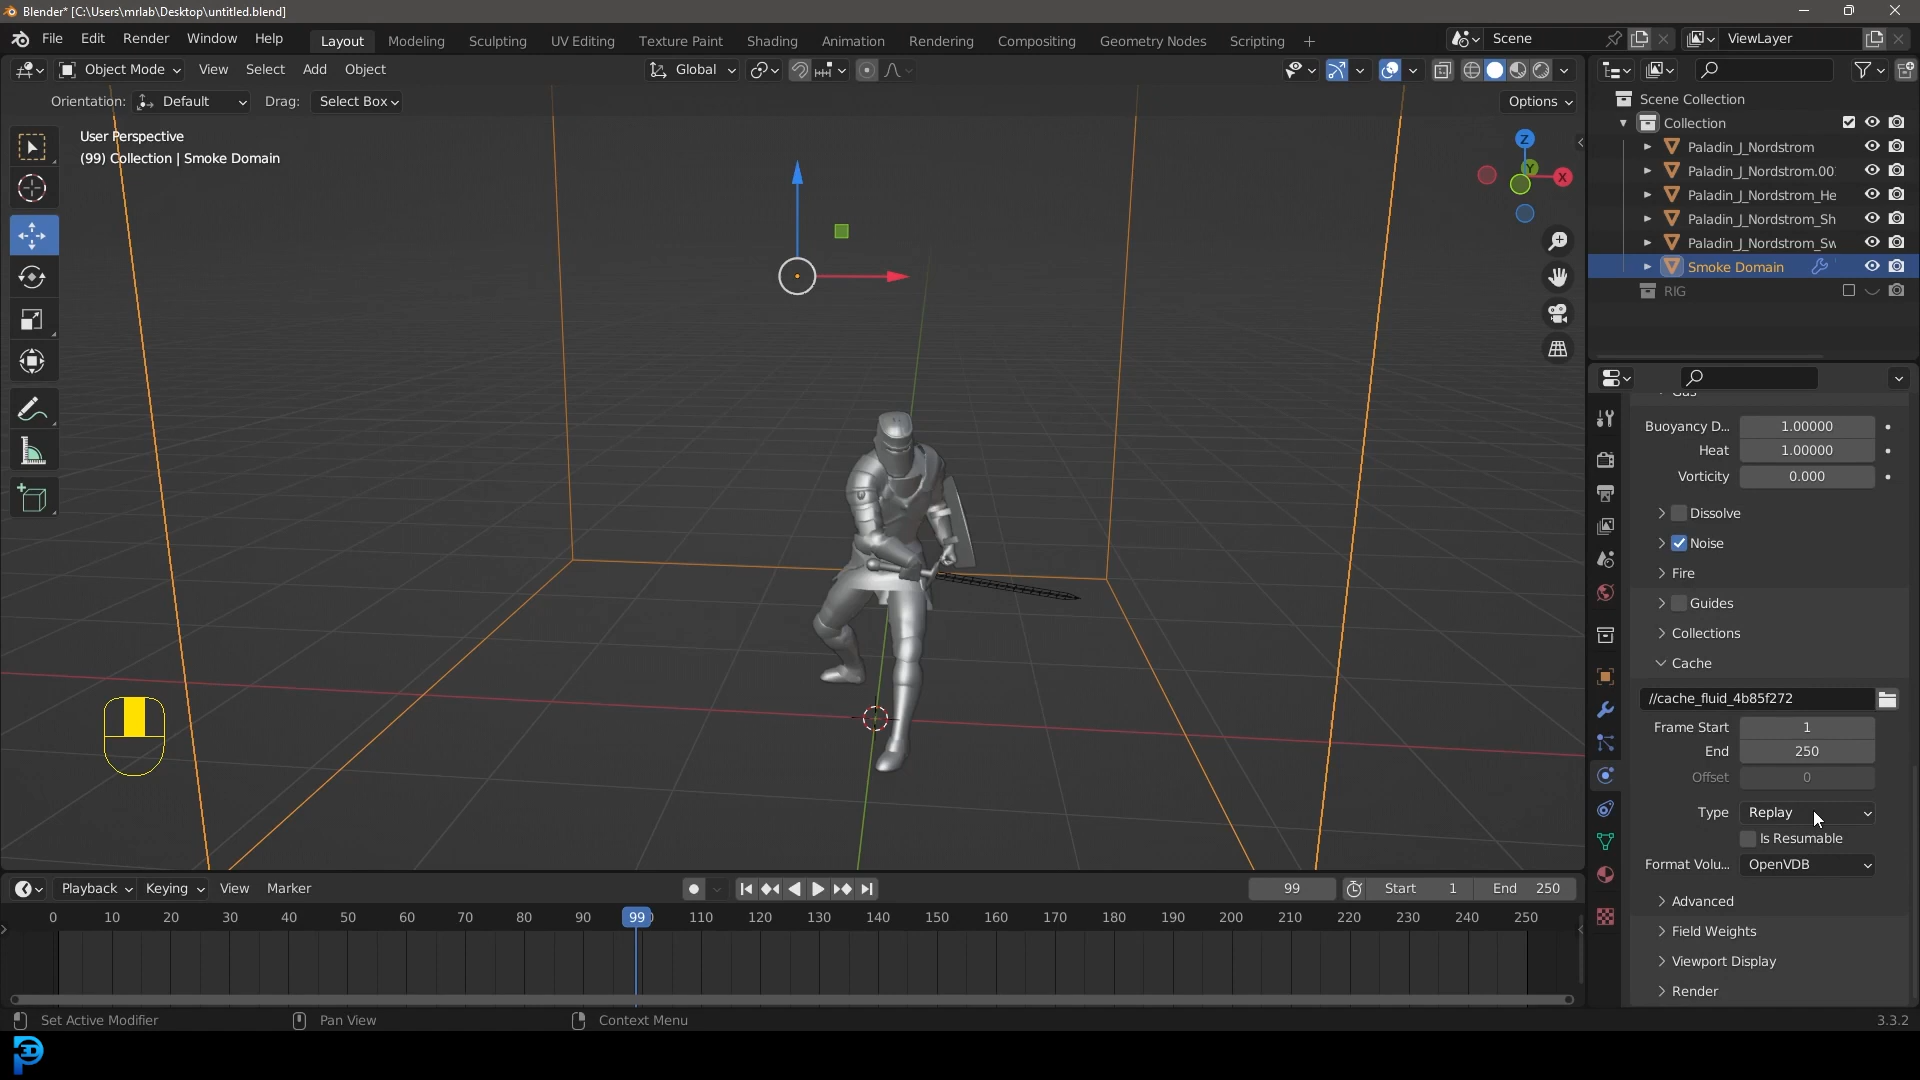 Blender* [C:\Users\mrlab\Desktop\untitled.blend]
File Edit Render Window Help Layout Modeling Sculpting UV Editing Texture Paint Shading Animation Rendering Compositing Geometry Nodes Scripting + Scene ViewLayer
Object Mode View Select Add Object Global
Orientation: Default Drag: Select Box Options
User Perspective
(99) Collection | Smoke Domain
Z
Y
X
Scene Collection
Collection
Paladin_J_Nordstrom
Paladin_J_Nordstrom.00
Paladin_J_Nordstrom_He
Paladin_J_Nordstrom_Sh
Paladin_J_Nordstrom_Sw
Smoke Domain
RIG
Gas
Buoyancy D... 1.00000
Heat 1.00000
Vorticity 0.000
Dissolve
Noise
Fire
Guides
Collections
Cache
//cache_fluid_4b85f272
Frame Start 1
End 250
Offset 0
Type Replay
Is Resumable
Format Volu... OpenVDB
Advanced
Field Weights
Viewport Display
Render
Playback Keying View Marker 99 Start 1 End 250
0 10 20 30 40 50 60 70 80 90 99 110 120 130 140 150 160 170 180 190 200 210 220 230 240 250
Set Active Modifier Pan View Context Menu 3.3.2
3D